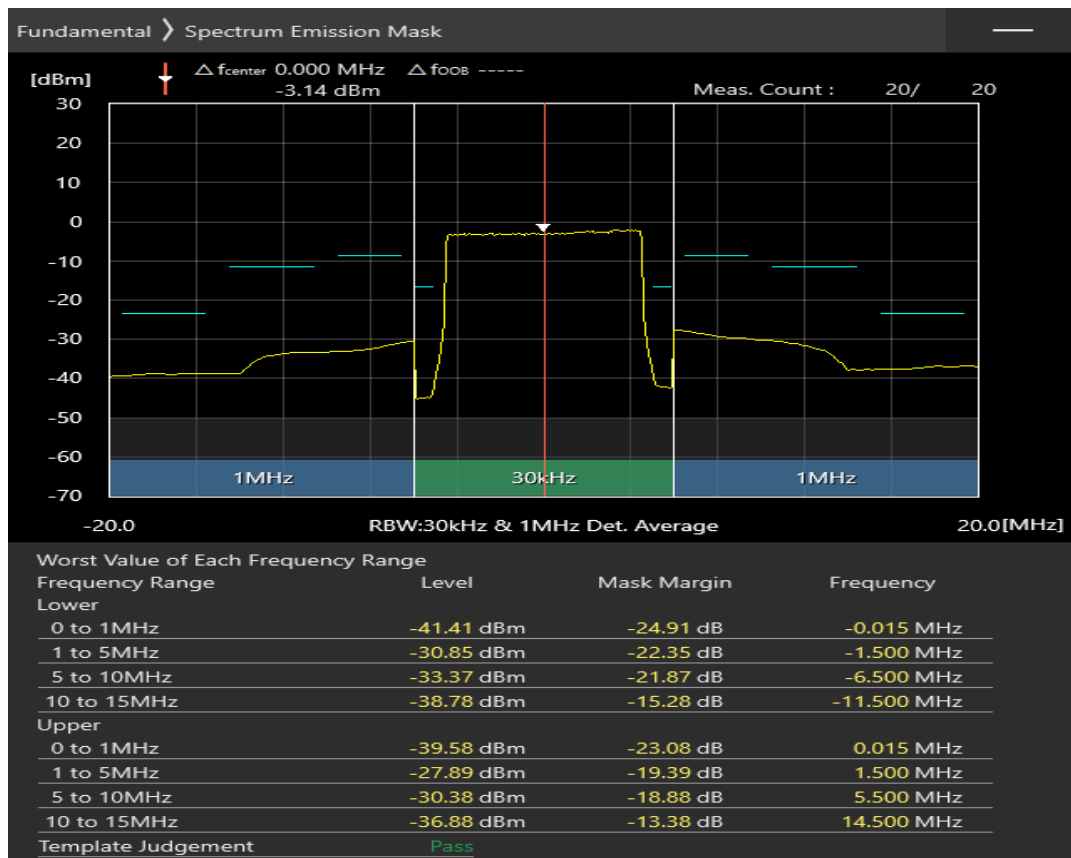 Fundamental ❯ Spectrum Emission Mask
[dBm] △ fcenter 0.000 MHz △ fOOB -----
-3.14 dBm Meas. Count : 20/ 20
30
20
10
0
-10
-20
-30
-40
-50
-60
1MHz 30kHz 1MHz
-70
-20.0 RBW:30kHz & 1MHz Det. Average 20.0[MHz]
Worst Value of Each Frequency Range
Frequency Range Level Mask Margin Frequency
Lower
0 to 1MHz -41.41 dBm -24.91 dB -0.015 MHz
1 to 5MHz -30.85 dBm -22.35 dB -1.500 MHz
5 to 10MHz -33.37 dBm -21.87 dB -6.500 MHz
10 to 15MHz -38.78 dBm -15.28 dB -11.500 MHz
Upper
0 to 1MHz -39.58 dBm -23.08 dB 0.015 MHz
1 to 5MHz -27.89 dBm -19.39 dB 1.500 MHz
5 to 10MHz -30.38 dBm -18.88 dB 5.500 MHz
10 to 15MHz -36.88 dBm -13.38 dB 14.500 MHz
Template Judgement Pass